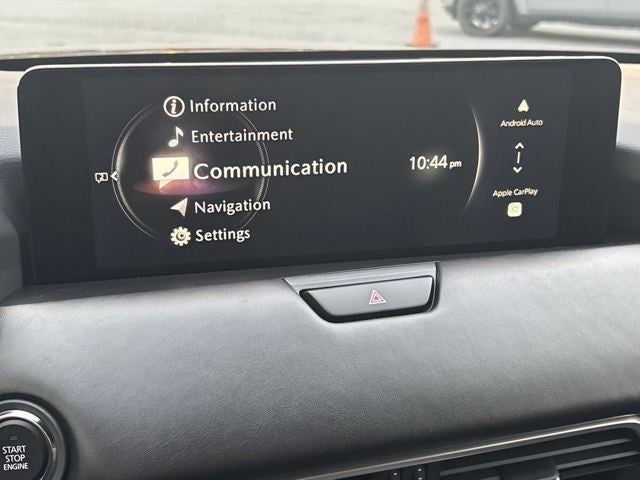 Information
Entertainment
Communication
Navigation
Settings
10:44 pm
Android Auto
Apple CarPlay
START
STOP
ENGINE